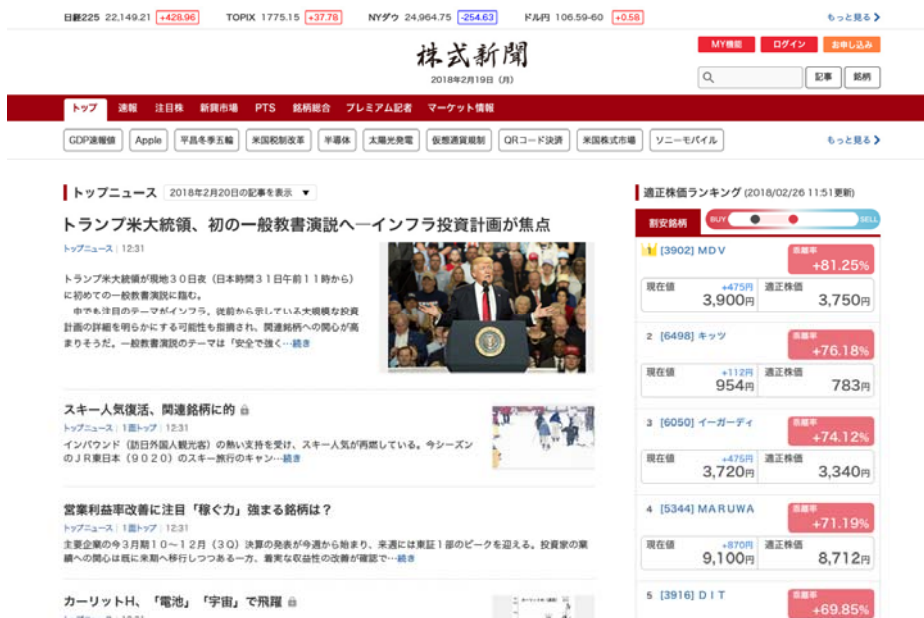 日経225 22,149.21 +428.96 TOPIX 1775.15 +37.78 NYダウ 24,964.75 -254.63 ドル円 106.59-60 +0.58 もっと見る
株式新聞
2018年2月19日（月）
MY機能 ログイン お申し込み
記事 銘柄
トップ 速報 注目株 新興市場 PTS 銘柄総合 プレミアム記者 マーケット情報
GDP速報値 Apple 平昌冬季五輪 米国税制改革 半導体 太陽光発電 仮想通貨規制 QRコード決済 米国株式市場 ソニーモバイル もっと見る
トップニュース 2018年2月20日の記事を表示 ▼
トランプ米大統領、初の一般教書演説へ―インフラ投資計画が焦点
トップニュース | 12:31
トランプ米大統領が現地３０日夜（日本時間３１日午前１１時から）
に初めての一般教書演説に臨む。
中でも注目のテーマがインフラ。従前から示している大規模な投資
計画の詳細を明らかにする可能性も指摘され、関連銘柄への関心が高
まりそうだ。一般教書演説のテーマは「安全で強く…続き
スキー人気復活、関連銘柄に的
トップニュース | 1面トップ | 12:31
インバウンド（訪日外国人観光客）の熱い支持を受け、スキー人気が再燃している。今シーズン
のＪＲ東日本（９０２０）のスキー旅行のキャン…続き
営業利益率改善に注目「稼ぐ力」強まる銘柄は？
トップニュース | 1面トップ | 12:31
主要企業の今３月期１０〜１２月（３Ｑ）決算の発表が今週から始まり、来週には東証１部のピークを迎える。投資家の業
績への関心は既に来期へ移行しつつある一方、着実な収益性の改善が確認で…続き
カーリットＨ、「電池」「宇宙」で飛躍
適正株価ランキング (2018/02/26 11:51更新)
割安銘柄 BUY SELL
1 [3902] ＭＤＶ 乖離率 +81.25%
現在値 +475円 3,900円 適正株価 3,750円
2 [6498] キッツ 乖離率 +76.18%
現在値 +112円 954円 適正株価 783円
3 [6050] イーガーディ 乖離率 +74.12%
現在値 +475円 3,720円 適正株価 3,340円
4 [5344] ＭＡＲＵＷＡ 乖離率 +71.19%
現在値 +870円 9,100円 適正株価 8,712円
5 [3916] ＤＩＴ 乖離率 +69.85%